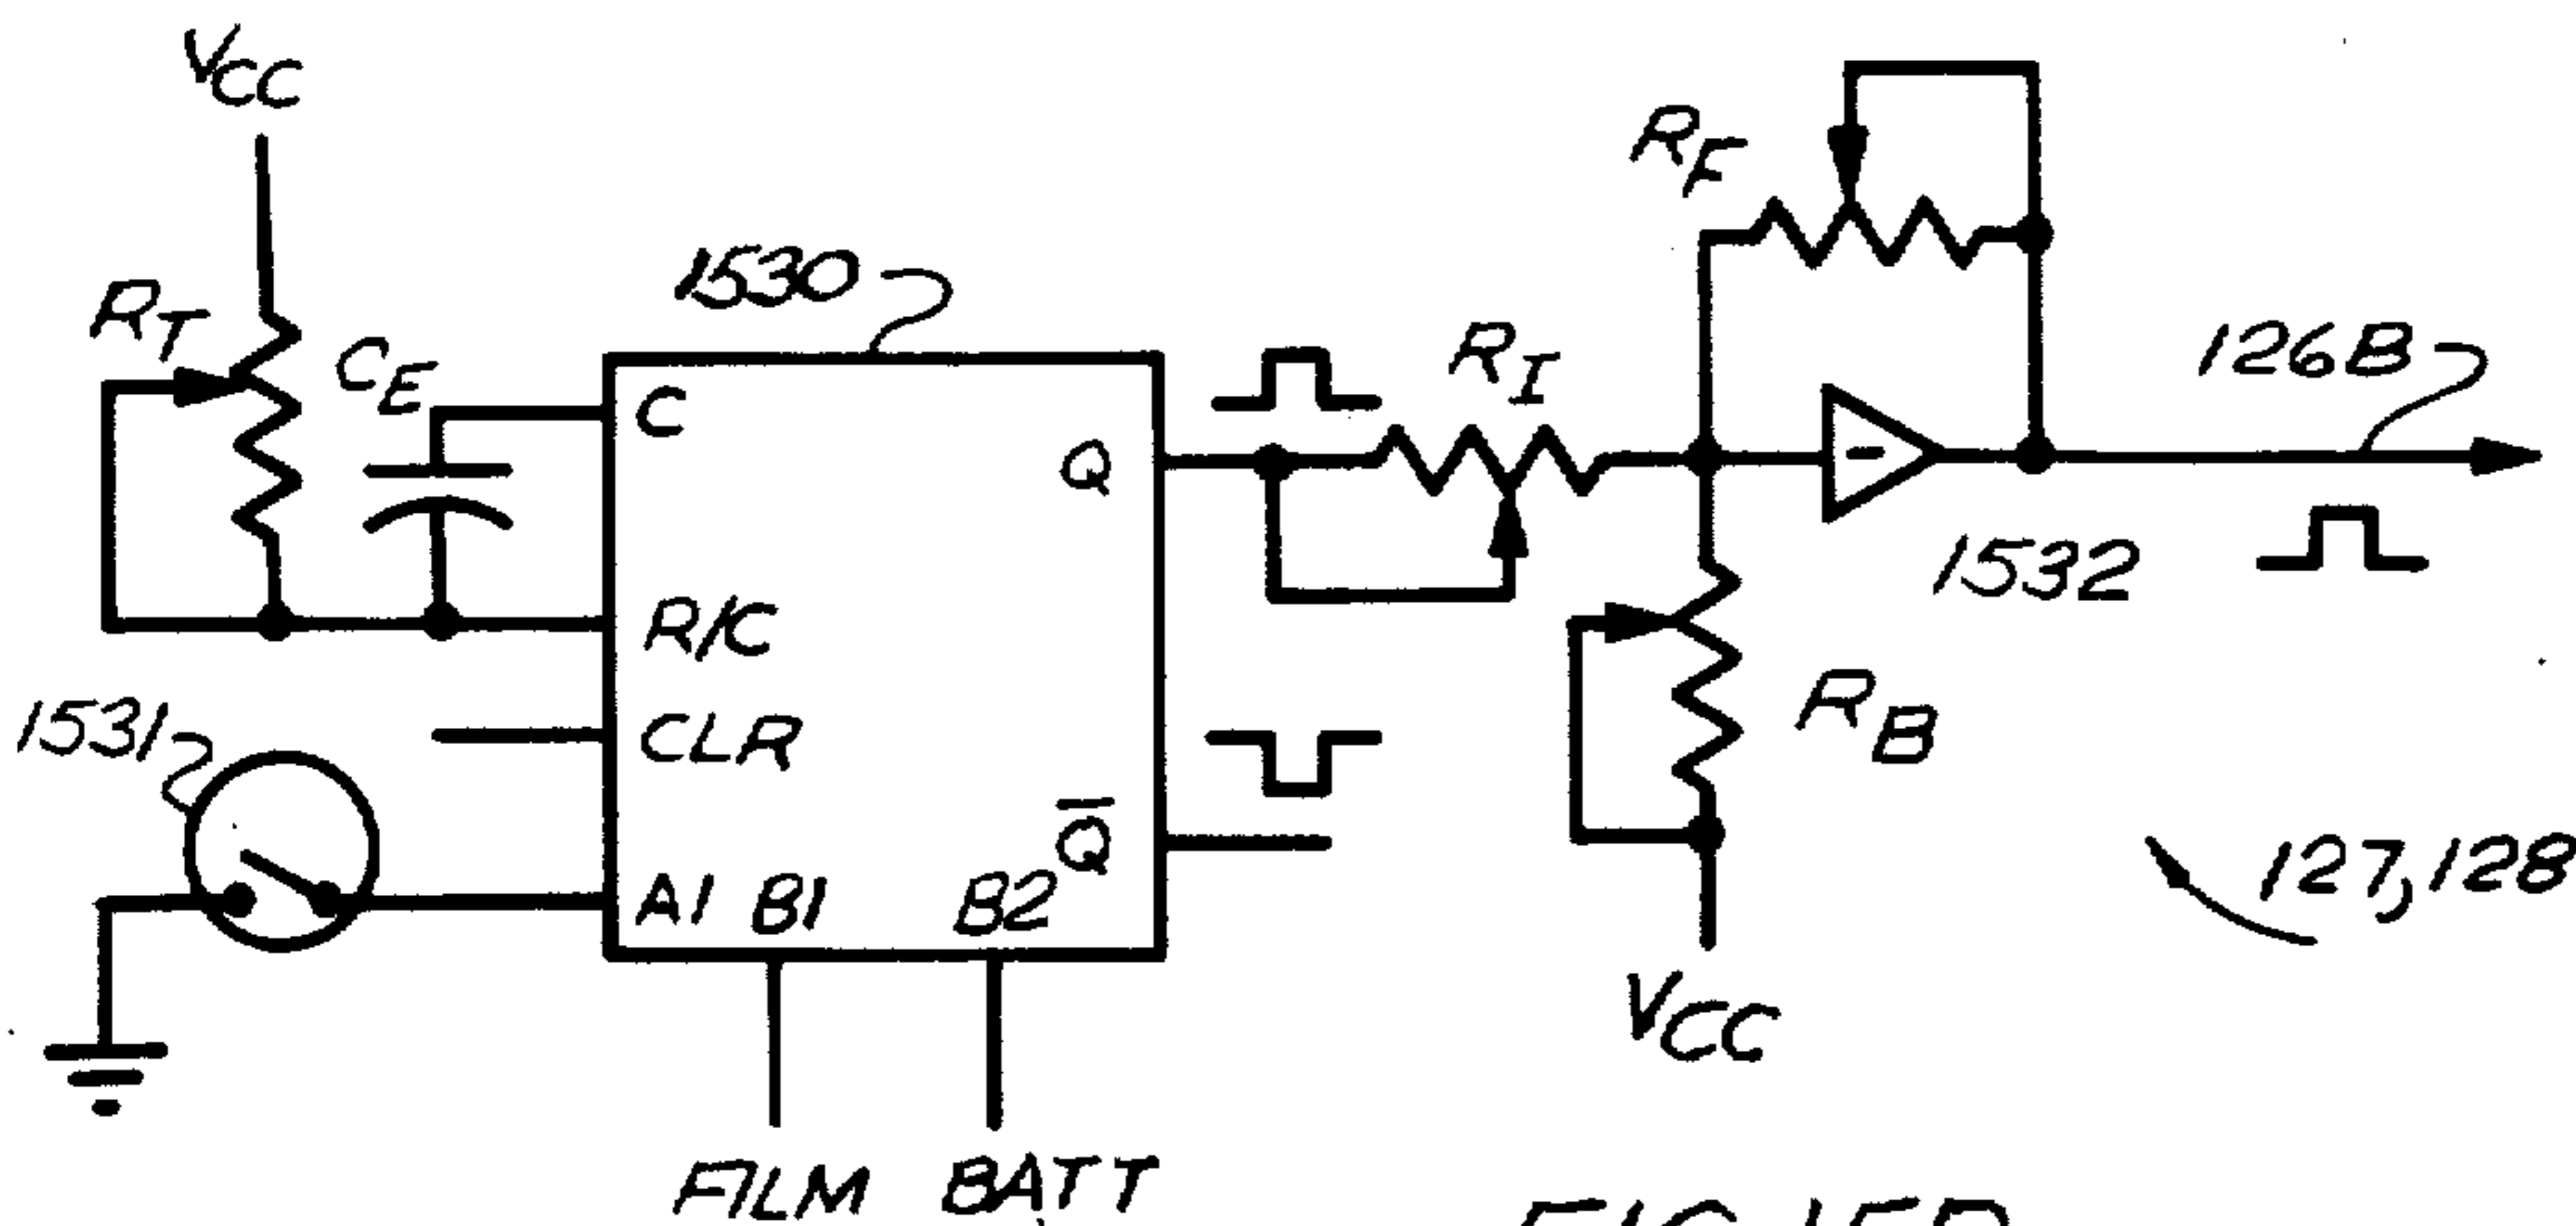 VCC
RT
CE
1530
C
R/C
CLR
A1
B1
B2
Q
Q̅
1531
FILM
BATT
RI
RF
1532
126B
RB
VCC
127,128